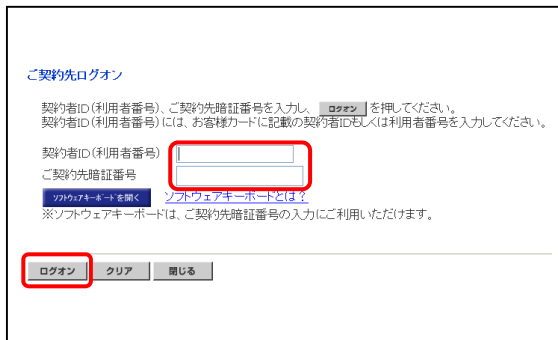 ご契約先ログオン
契約者ID(利用者番号)、ご契約先暗証番号を入力し、 ログオン を押してください。
契約者ID(利用者番号)には、お客様カードに記載の契約者IDもしくは利用者番号を入力してください。
契約者ID(利用者番号)
ご契約先暗証番号
ソフトウェアキーボードを開く ソフトウェアキーボードとは?
※ソフトウェアキーボードは、ご契約先暗証番号の入力にご利用いただけます。
ログオン クリア 閉じる